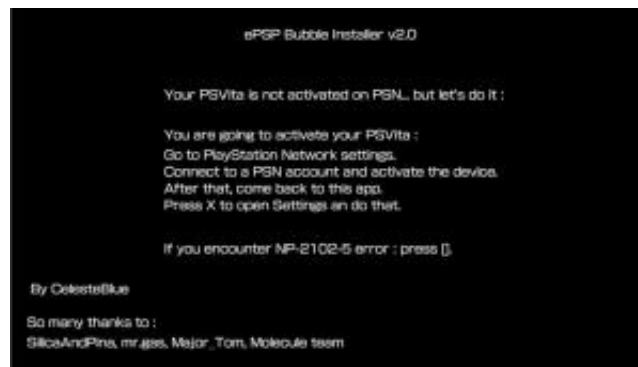 ePSP Bubble Installer v2.0
Your PSVita is not activated on PSN... but let's do it :
You are going to activate your PSVita :
Go to PlayStation Network settings.
Connect to a PSN account and activate the device.
After that, come back to this app.
Press X to open Settings an do that.
If you encounter NP-2102-5 error : press [].
By CelesteBlue
So many thanks to :
SilicaAndPina, mr.gas, Major_Tom, Molecule team